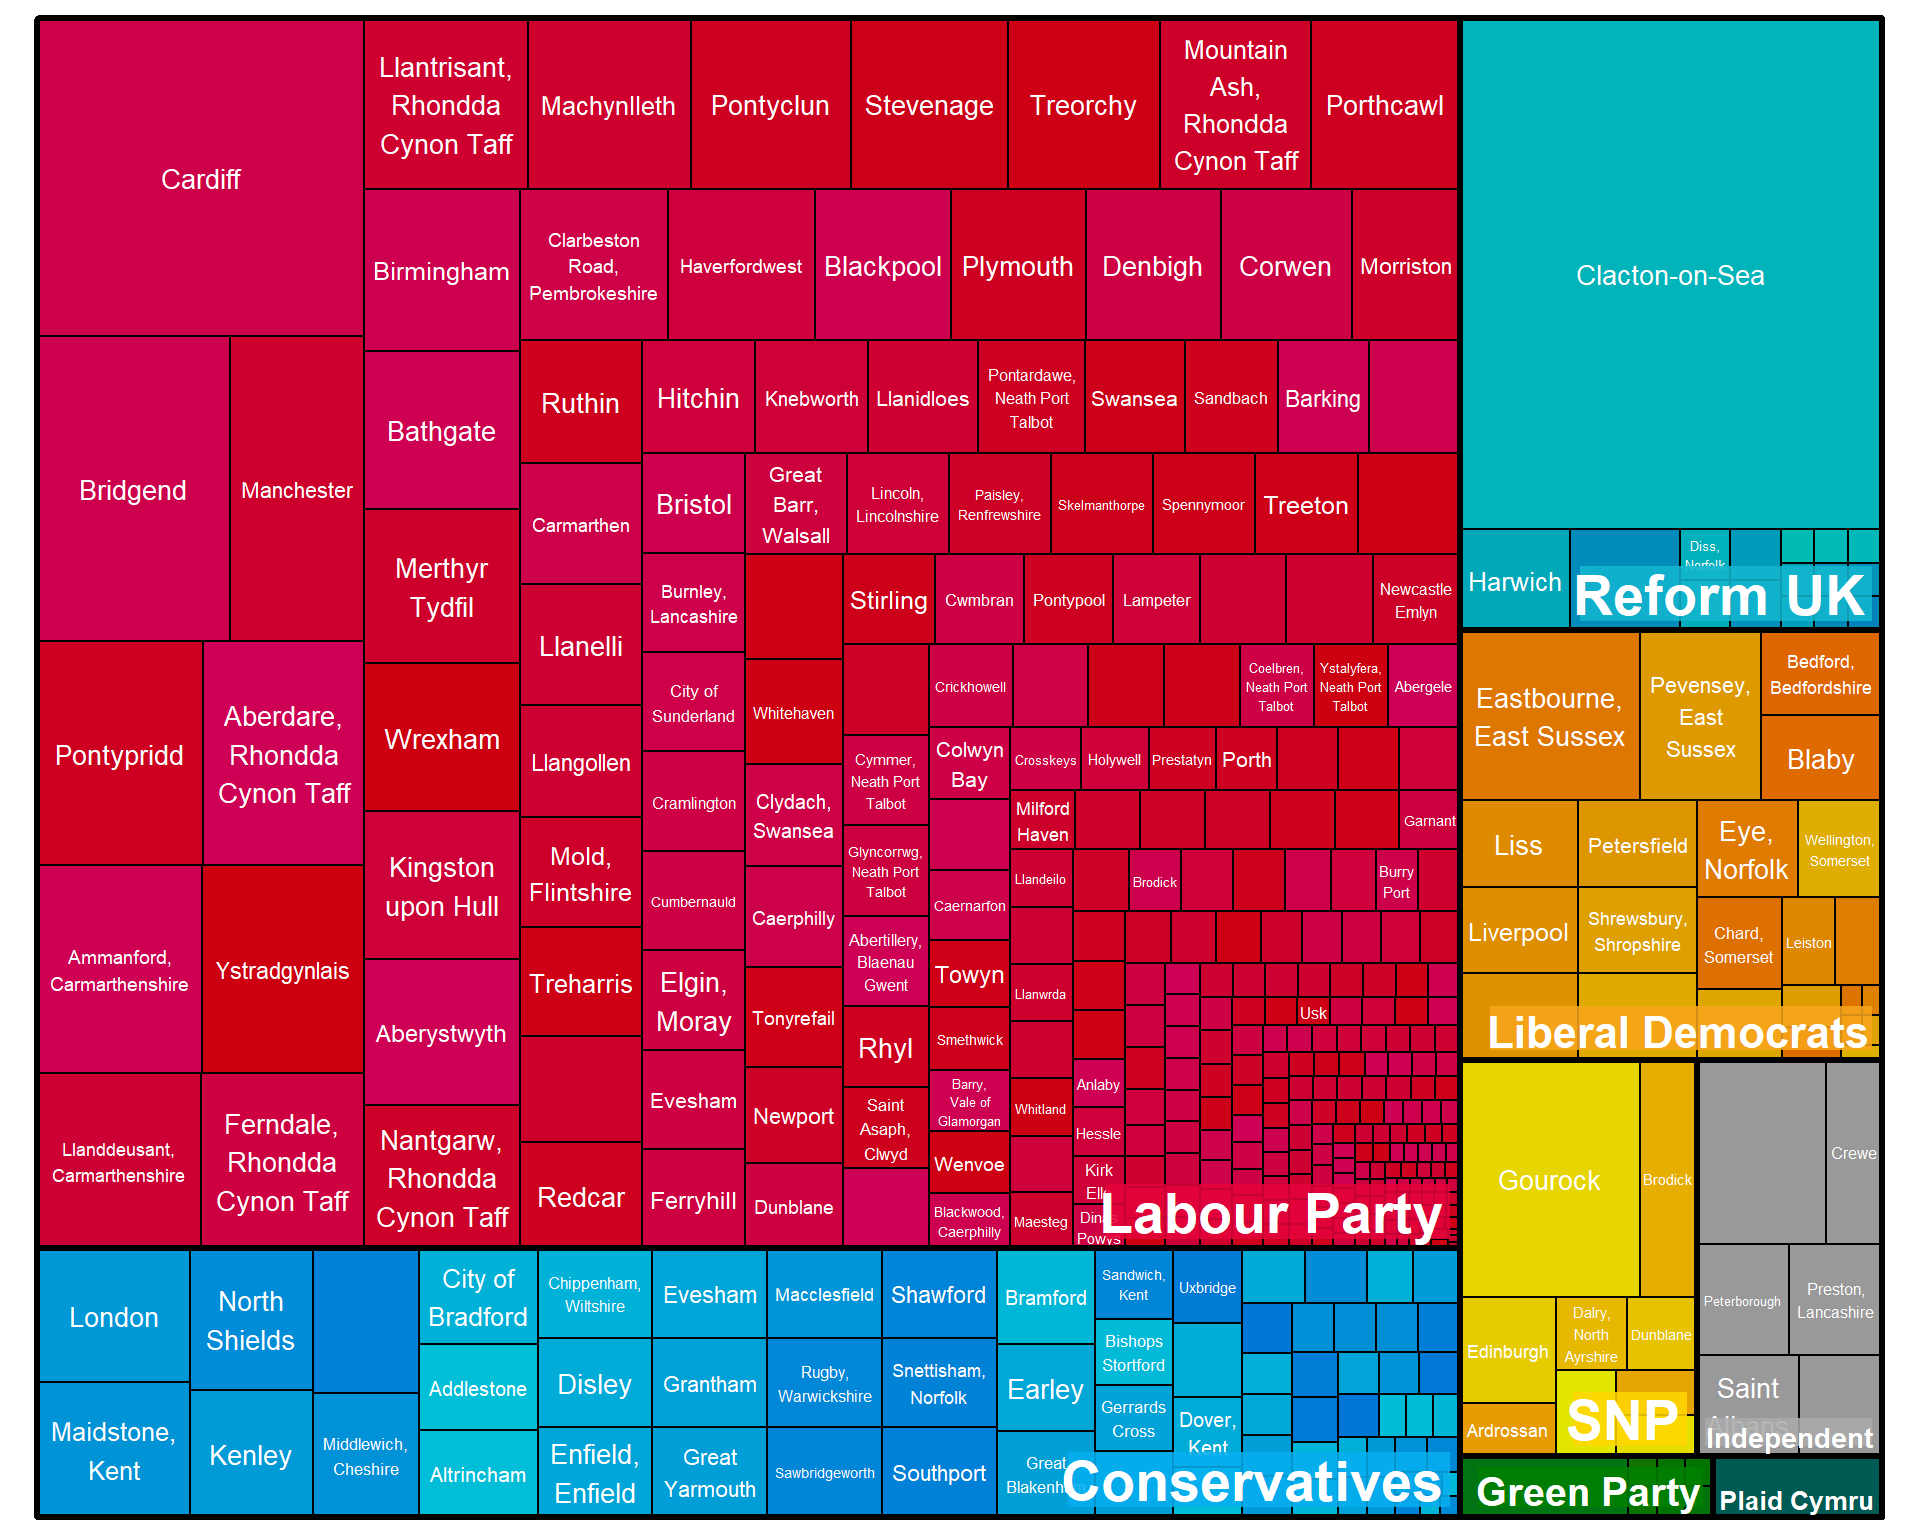 Cardiff
Llantrisant,
Rhondda
Cynon Taff
Machynlleth
Pontyclun
Stevenage
Treorchy
Mountain
Ash,
Rhondda
Cynon Taff
Porthcawl
Birmingham
Clarbeston
Road,
Pembrokeshire
Haverfordwest
Blackpool
Plymouth
Denbigh
Corwen
Morriston
Bridgend
Manchester
Bathgate
Ruthin
Hitchin
Knebworth
Llanidloes
Pontardawe,
Neath Port
Talbot
Swansea
Sandbach
Barking
Carmarthen
Bristol
Great
Barr,
Walsall
Lincoln,
Lincolnshire
Paisley,
Renfrewshire
Skelmanthorpe
Spennymoor
Treeton
Merthyr
Tydfil
Llanelli
Burnley,
Lancashire
Stirling
Cwmbran
Pontypool
Lampeter
Newcastle
Emlyn
Pontypridd
Aberdare,
Rhondda
Cynon Taff
Wrexham
Llangollen
City of
Sunderland
Whitehaven
Crickhowell
Coelbren,
Neath Port
Talbot
Ystalyfera,
Neath Port
Talbot
Abergele
Cramlington
Clydach,
Swansea
Cymmer,
Neath Port
Talbot
Colwyn
Bay
Crosskeys
Holywell
Prestatyn
Porth
Milford
Haven
Garnant
Kingston
upon Hull
Mold,
Flintshire
Cumbernauld
Caerphilly
Glyncorrwg,
Neath Port
Talbot
Caernarfon
Llandeilo
Brodick
Burry
Port
Ammanford,
Carmarthenshire
Ystradgynlais
Aberystwyth
Treharris
Elgin,
Moray
Tonyrefail
Abertillery,
Blaenau
Gwent
Towyn
Llanwrda
Usk
Rhyl
Smethwick
Llanddeusant,
Carmarthenshire
Ferndale,
Rhondda
Cynon Taff
Nantgarw,
Rhondda
Cynon Taff
Redcar
Evesham
Ferryhill
Newport
Dunblane
Saint
Asaph,
Clwyd
Barry,
Vale of
Glamorgan
Wenvoe
Blackwood,
Caerphilly
Whitland
Maesteg
Anlaby
Hessle
Kirk
Dinas
Powys
Labour Party
Clacton-on-Sea
Harwich
Diss,
Norfolk
Reform UK
Eastbourne,
East Sussex
Pevensey,
East
Sussex
Bedford,
Bedfordshire
Blaby
Liss
Petersfield
Eye,
Norfolk
Wellington,
Somerset
Liverpool
Shrewsbury,
Shropshire
Chard,
Somerset
Leiston
Liberal Democrats
Gourock
Brodick
Edinburgh
Dalry,
North
Ayrshire
Dunblane
Ardrossan
SNP
Crewe
Peterborough
Preston,
Lancashire
Saint
Albans
Independent
Green Party
Plaid Cymru
London
Maidstone,
Kent
North
Shields
Kenley
Middlewich,
Cheshire
City of
Bradford
Addlestone
Altrincham
Chippenham,
Wiltshire
Disley
Enfield,
Enfield
Evesham
Grantham
Great
Yarmouth
Macclesfield
Rugby,
Warwickshire
Sawbridgeworth
Shawford
Snettisham,
Norfolk
Southport
Bramford
Earley
Great
Sandwich,
Kent
Bishops
Stortford
Gerrards
Cross
Uxbridge
Dover,
Kent
Conservatives